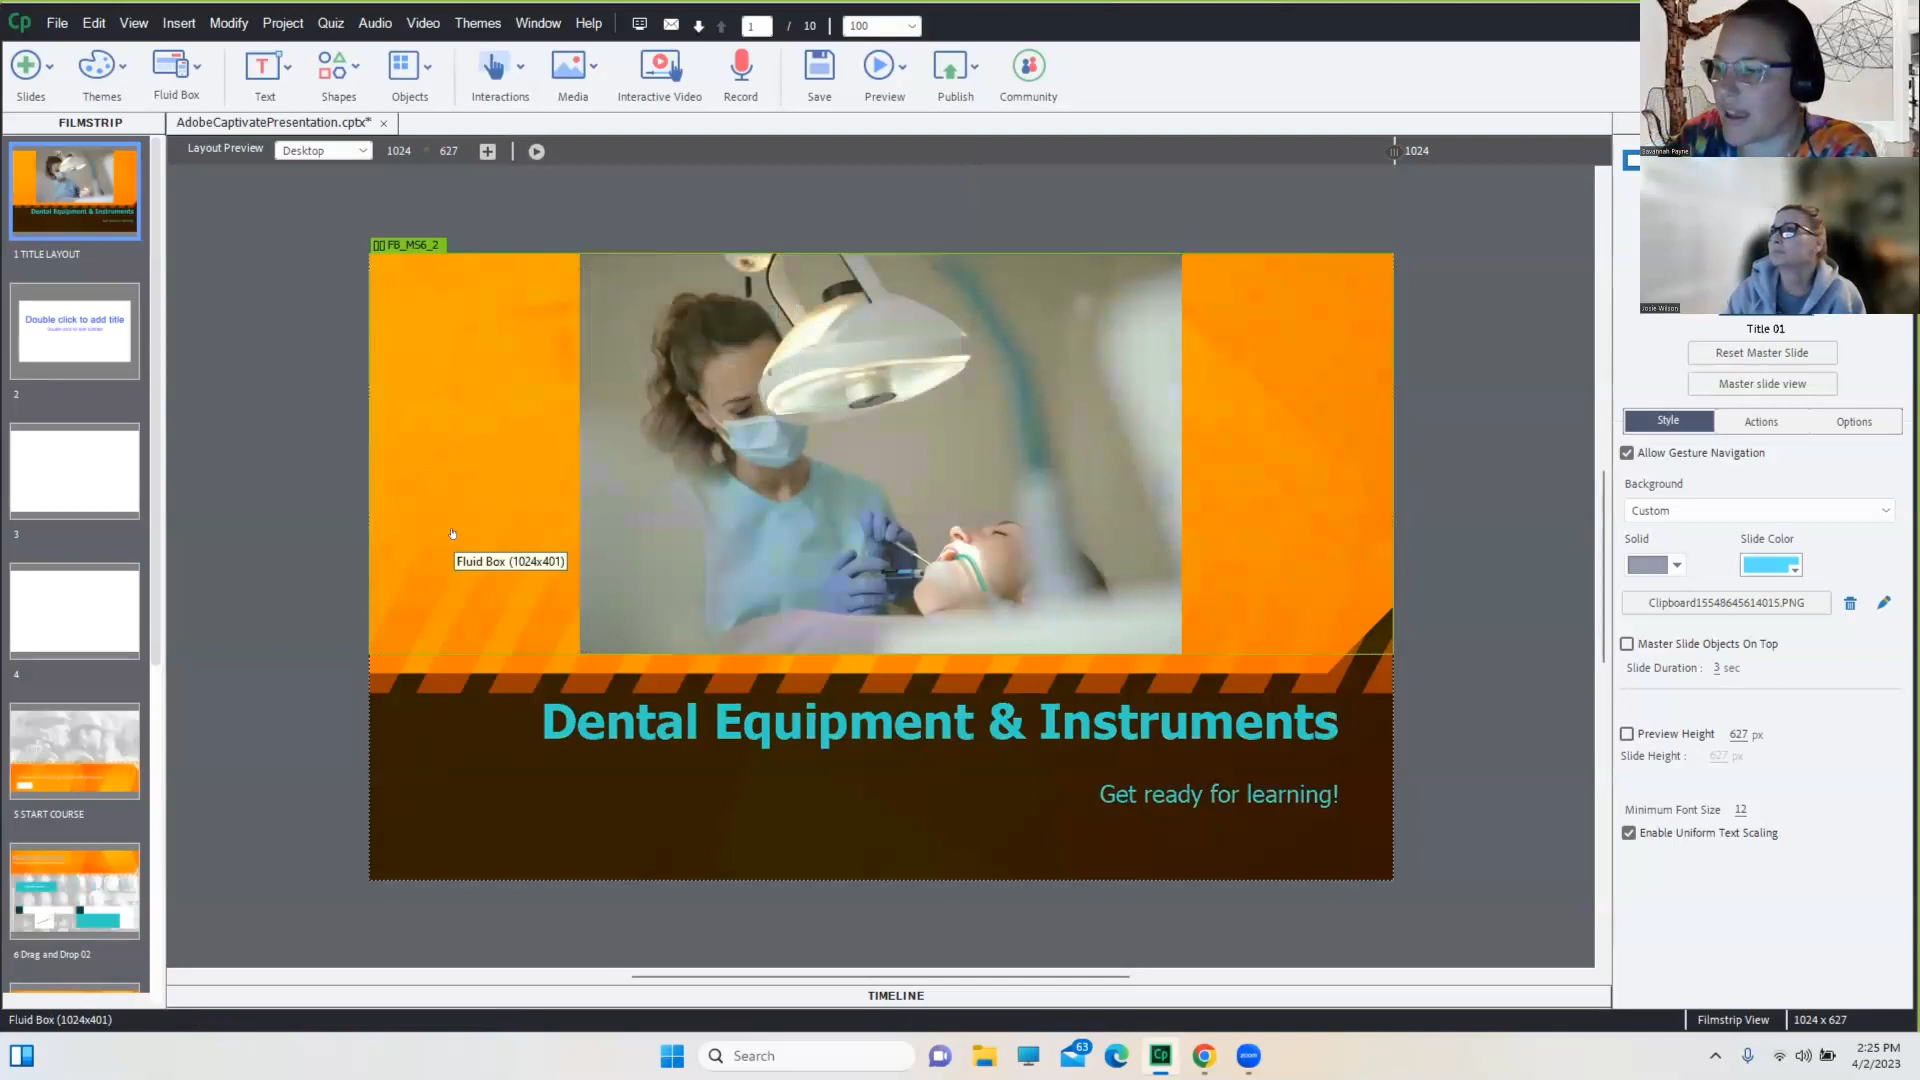 Cp File Edit View Insert Modify Project Quiz Audio Video Themes Window Help 1 / 10 100
Slides Themes Fluid Box Text Shapes Objects Interactions Media Interactive Video Record Save Preview Publish Community
FILMSTRIP
AdobeCaptivatePresentation.cptx* ×
Layout Preview Desktop 1024 627 1024
Savannah Payne
Josie Wilson
FB_MS6_2
Dental Equipment & Instruments
Get ready for learning!
Fluid Box (1024x401)
Dental Equipment & Instruments
1 TITLE LAYOUT
Double click to add title
2
3
4
5 START COURSE
6 Drag and Drop 02
Title 01
Reset Master Slide
Master slide view
Style Actions Options
Allow Gesture Navigation
Background
Custom
Solid Slide Color
Clipboard15548645614015.PNG
Master Slide Objects On Top
Slide Duration : 3 sec
Preview Height 627 px
Slide Height : 627 px
Minimum Font Size 12
Enable Uniform Text Scaling
TIMELINE
Fluid Box (1024x401) Filmstrip View 1024 x 627
Search
63
Cp
zoom
2:25 PM
4/2/2023